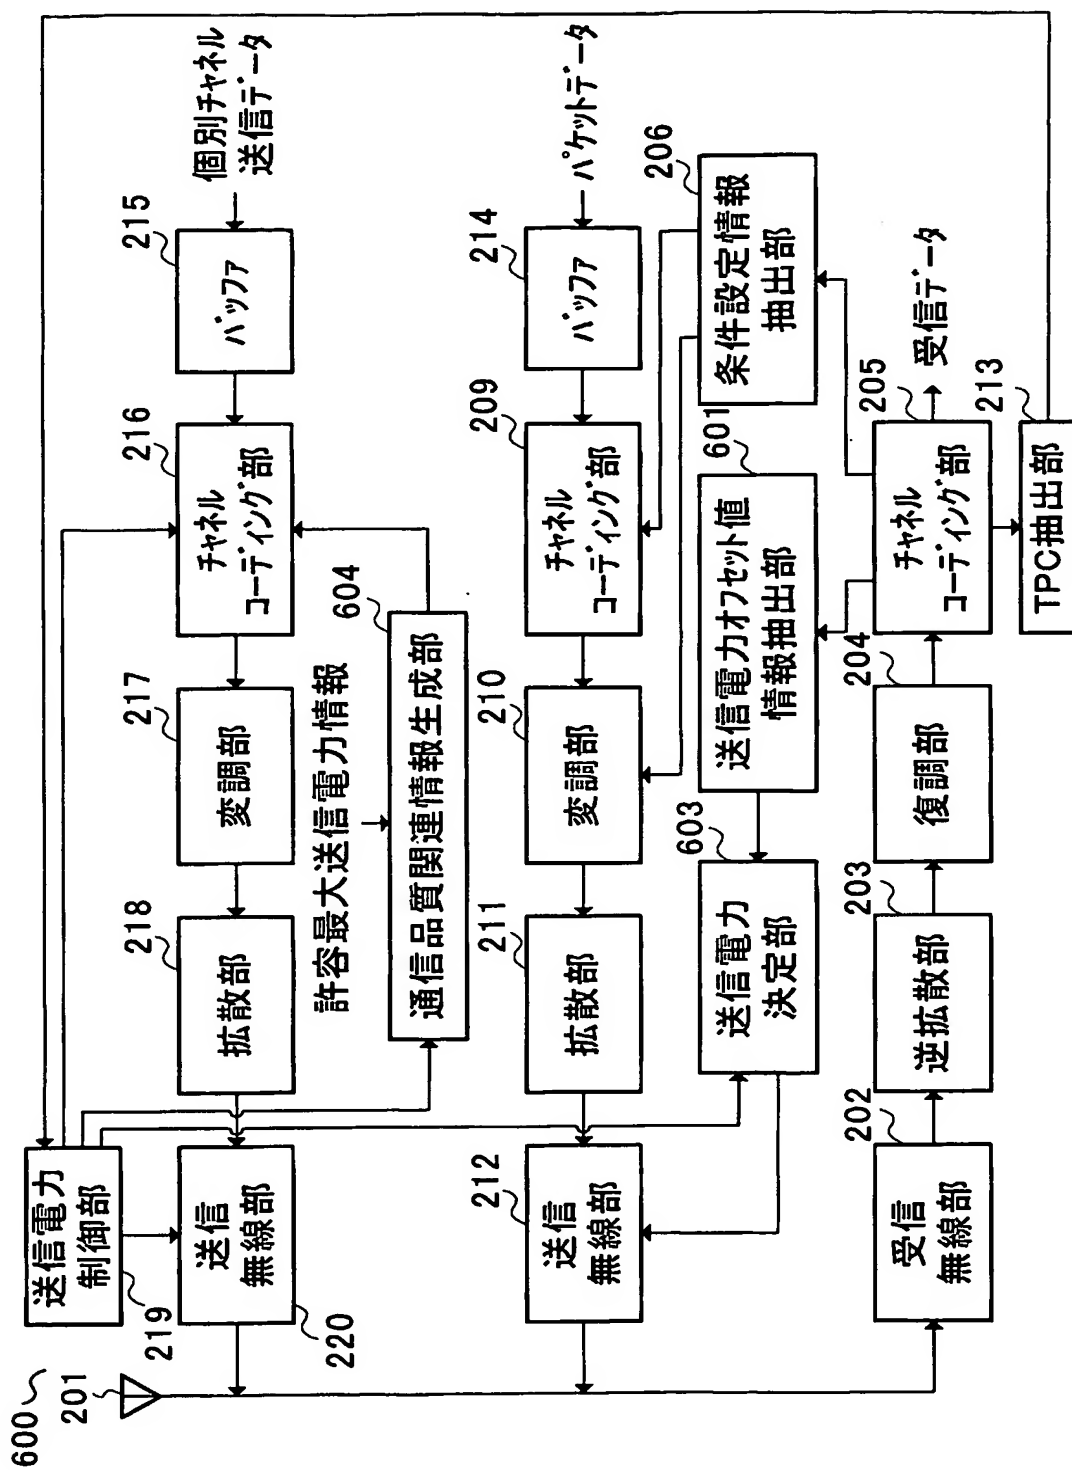 600
201
送信電力
制御部
219
送信
無線部
220
拡散部
218
変調部
217
チャネル
コーディング部
216
バッファ
215
個別チャネル
送信データ
許容最大送信電力情報
通信品質関連情報生成部
604
送信
無線部
212
拡散部
211
変調部
210
チャネル
コーディング部
209
バッファ
214
パケットデータ
送信電力
決定部
603
送信電力オフセット値
情報抽出部
601
条件設定情報
抽出部
206
受信
無線部
202
逆拡散部
203
復調部
204
チャネル
コーディング部
205
受信データ
TPC抽出部
213